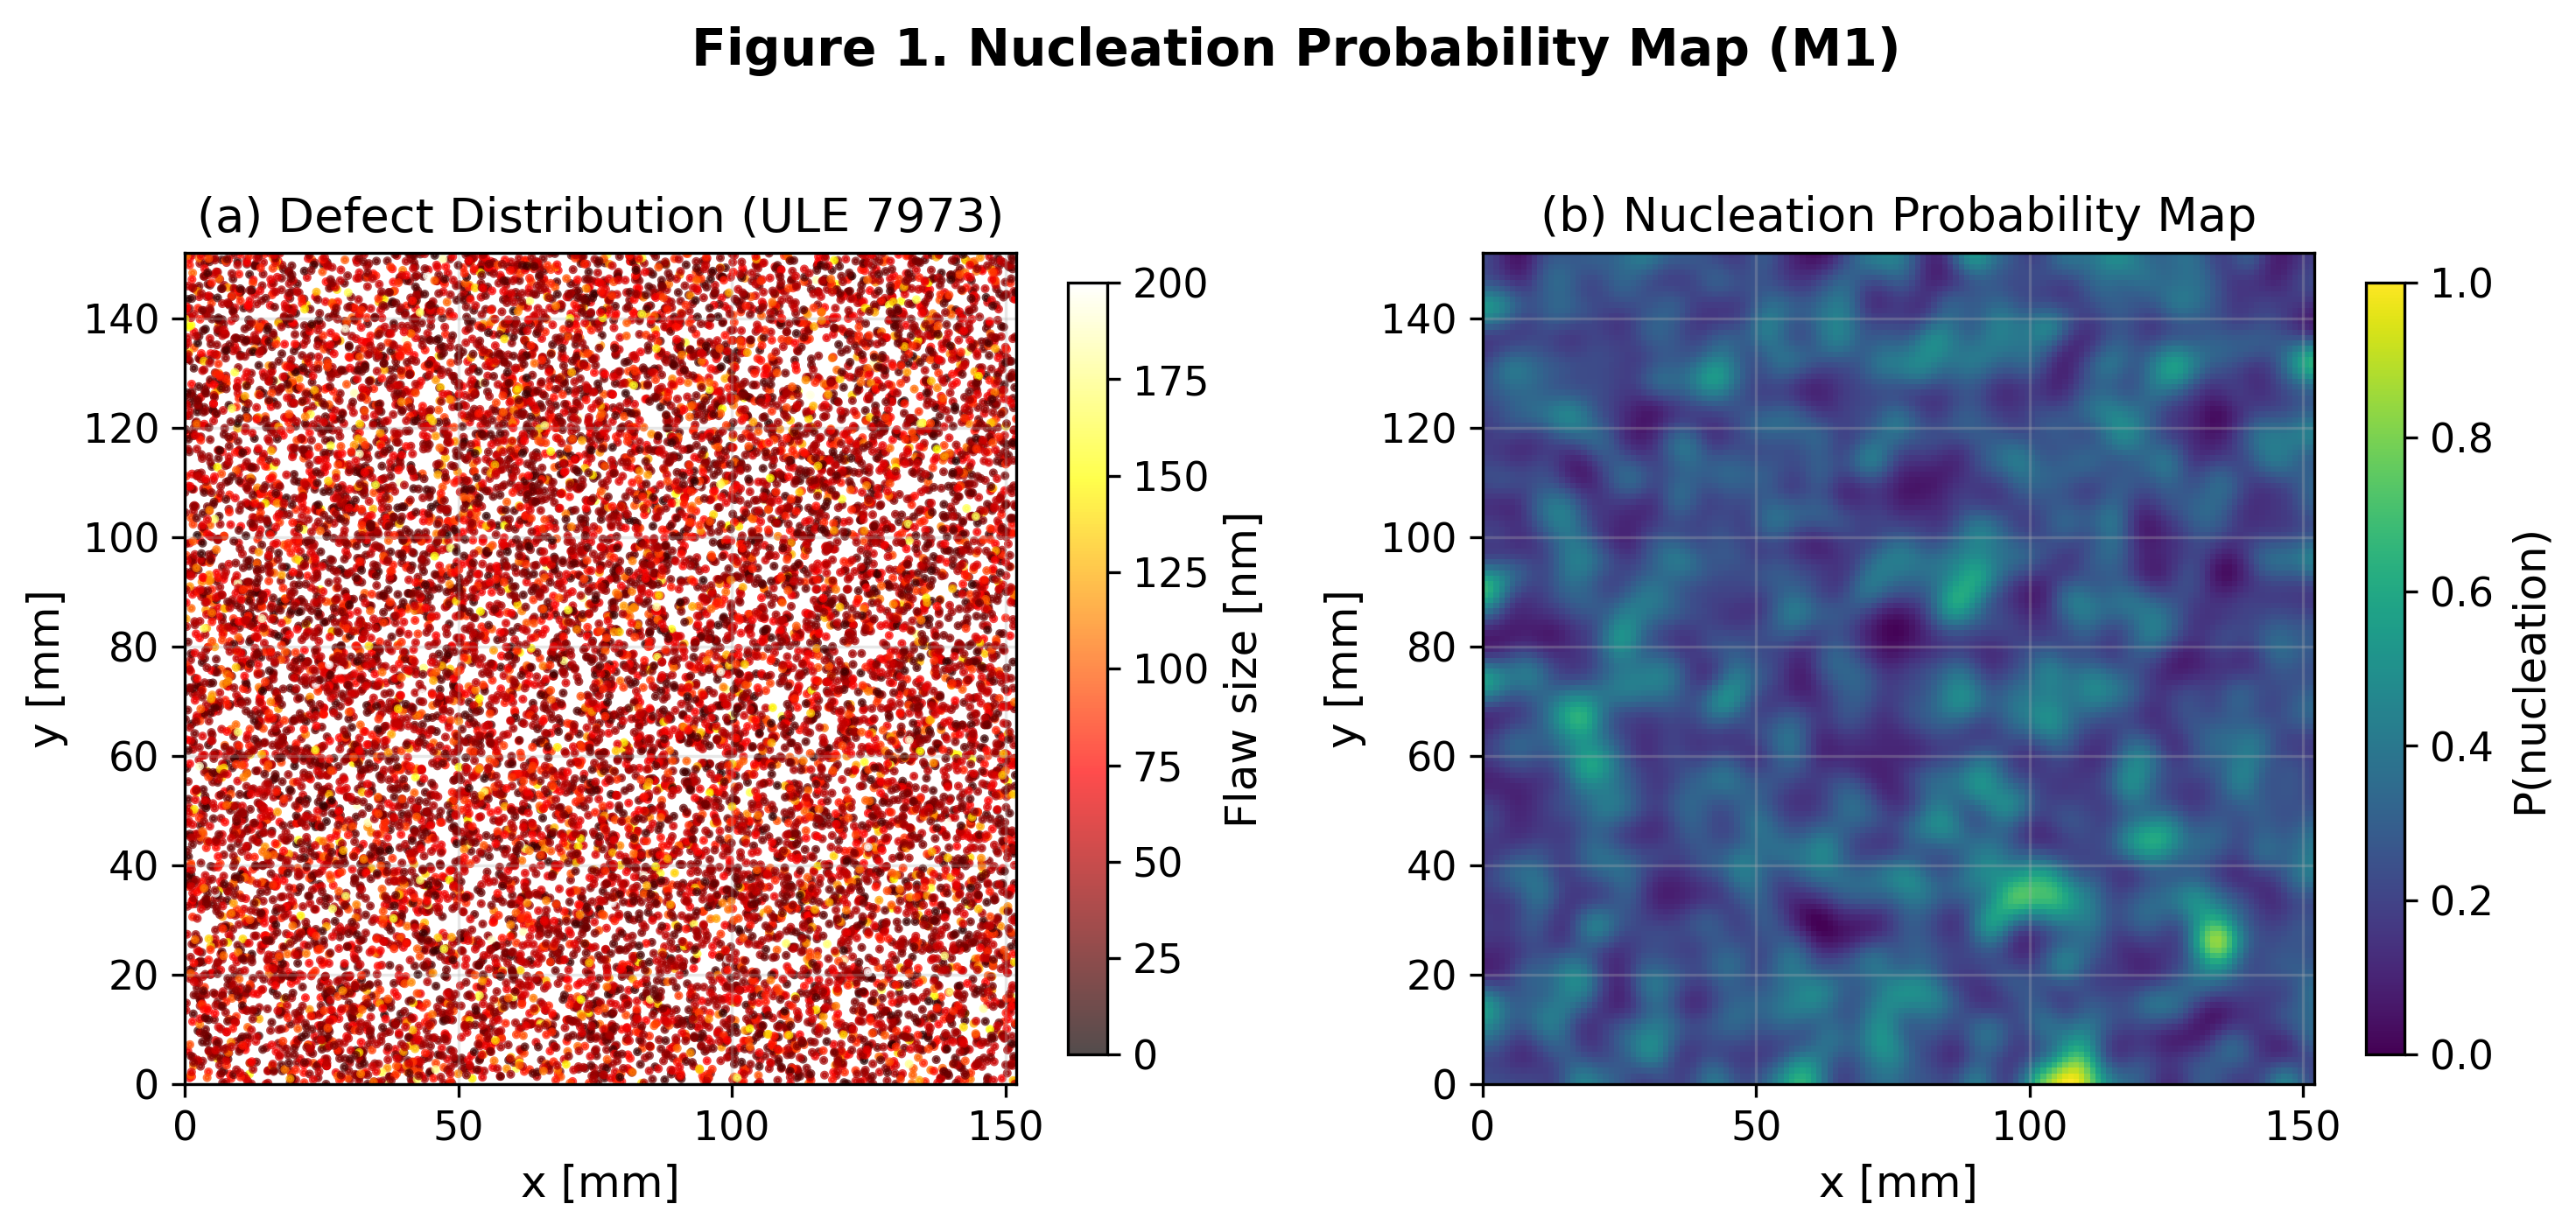 Figure 1. Nucleation Probability Map (M1)
(a) Defect Distribution (ULE 7973)
y [mm]
140
120
100
80
60
40
20
0
0 50 100 150
x [mm]
200
175
150
125
100
75
50
25
0
Flaw size [nm]
(b) Nucleation Probability Map
y [mm]
140
120
100
80
60
40
20
0
0 50 100 150
x [mm]
1.0
0.8
0.6
0.4
0.2
0.0
P(nucleation)